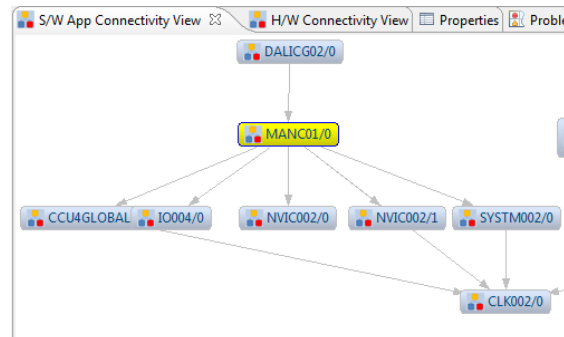 S/W App Connectivity View H/W Connectivity View Properties Proble
DALICG02/0
MANC01/0
CCU4GLOBAL IO004/0 NVIC002/0 NVIC002/1 SYSTM002/0
CLK002/0